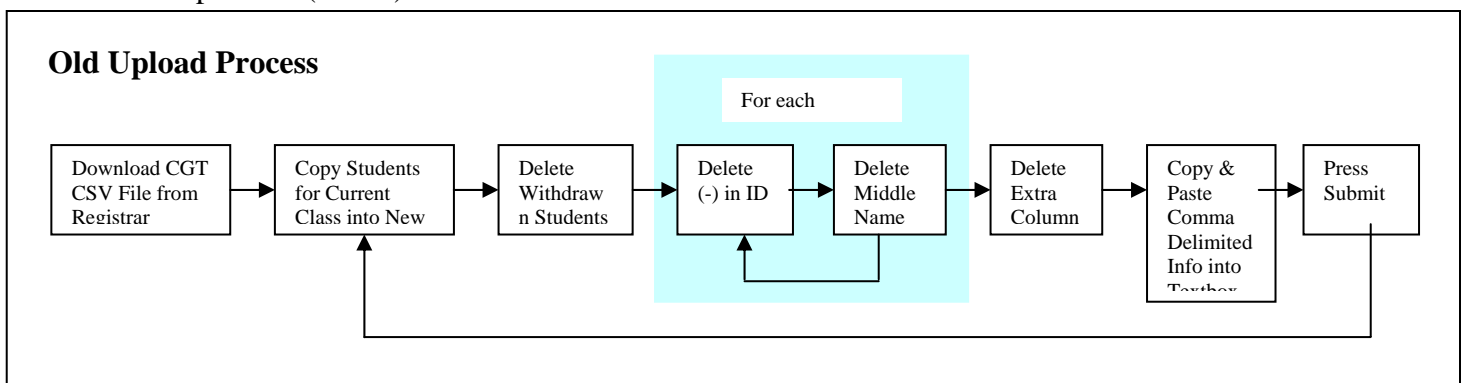 Old Upload Process
For each
Download CGT
CSV File from
Registrar
Copy Students
for Current
Class into New
Delete
Withdraw
n Students
Delete
(-) in ID
Delete
Middle
Name
Delete
Extra
Column
Copy &
Paste
Comma
Delimited
Info into
Textbox
Press
Submit